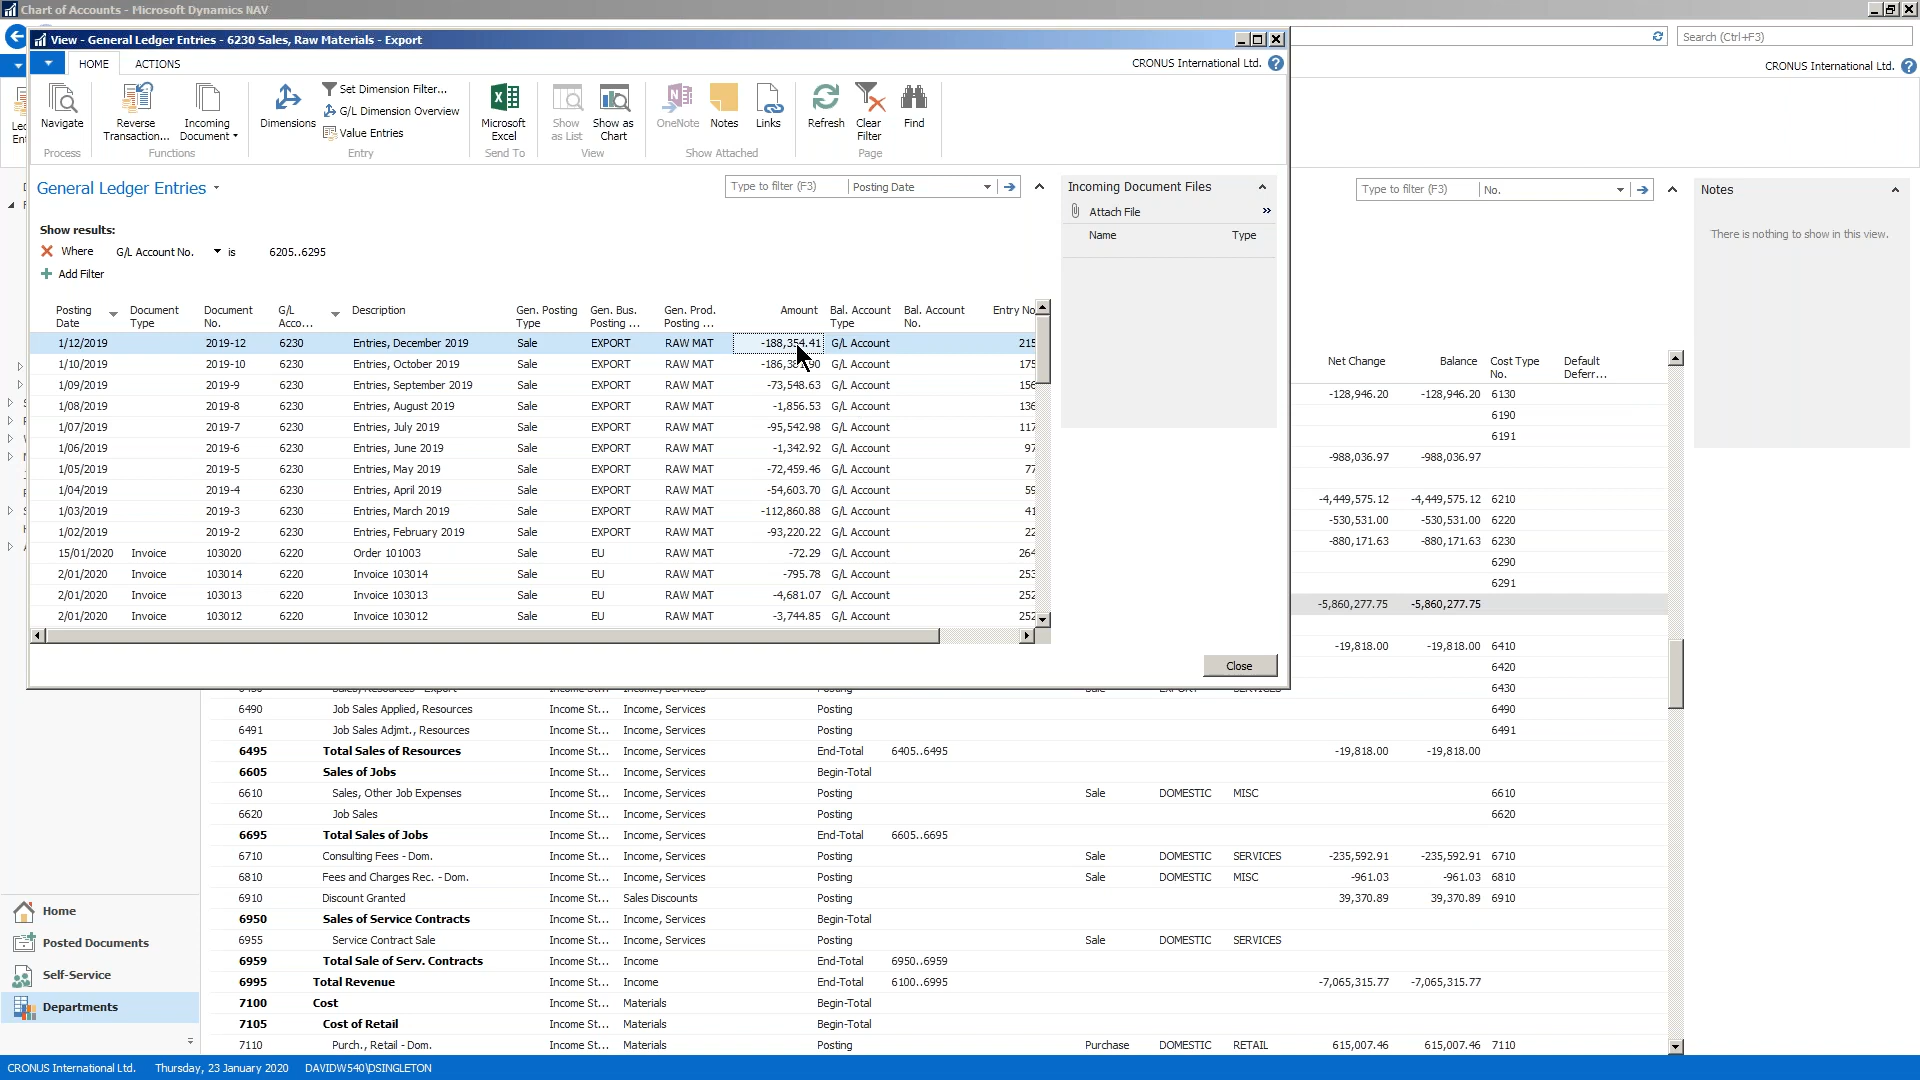 Chart of Accounts - Microsoft Dynamics NAV
View - General Ledger Entries - 6230 Sales, Raw Materials - Export
Search (Ctrl+F3)
HOME ACTIONS
CRONUS International Ltd.
CRONUS International Ltd.
Navigate
Reverse Transaction...
Incoming Document
Dimensions
Set Dimension Filter...
G/L Dimension Overview
Value Entries
Microsoft Excel
Show as List
Show as Chart
OneNote
Notes
Links
Refresh
Clear Filter
Find
Process Functions Entry Send To View Show Attached Page
General Ledger Entries
Type to filter (F3) Posting Date
Incoming Document Files
Attach File
Name Type
Type to filter (F3) No.
Notes
There is nothing to show in this view.
Show results:
Where G/L Account No. is 6205..6295
Add Filter
Posting Date Document Type Document No. G/L Acco... Description Gen. Posting Type Gen. Bus. Posting ... Gen. Prod. Posting ... Amount Bal. Account Type Bal. Account No. Entry No
1/12/2019 2019-12 6230 Entries, December 2019 Sale EXPORT RAW MAT -188,354.41 G/L Account 215
1/10/2019 2019-10 6230 Entries, October 2019 Sale EXPORT RAW MAT G/L Account 175
1/09/2019 2019-9 6230 Entries, September 2019 Sale EXPORT RAW MAT -73,548.63 G/L Account 156
1/08/2019 2019-8 6230 Entries, August 2019 Sale EXPORT RAW MAT -1,856.53 G/L Account 136
1/07/2019 2019-7 6230 Entries, July 2019 Sale EXPORT RAW MAT -95,542.98 G/L Account 117
1/06/2019 2019-6 6230 Entries, June 2019 Sale EXPORT RAW MAT -1,342.92 G/L Account 97
1/05/2019 2019-5 6230 Entries, May 2019 Sale EXPORT RAW MAT -72,459.46 G/L Account 77
1/04/2019 2019-4 6230 Entries, April 2019 Sale EXPORT RAW MAT -54,603.70 G/L Account 59
1/03/2019 2019-3 6230 Entries, March 2019 Sale EXPORT RAW MAT -112,860.88 G/L Account 41
1/02/2019 2019-2 6230 Entries, February 2019 Sale EXPORT RAW MAT -93,220.22 G/L Account 22
15/01/2020 Invoice 103020 6220 Order 101003 Sale EU RAW MAT -72.29 G/L Account 264
2/01/2020 Invoice 103014 6220 Invoice 103014 Sale EU RAW MAT -795.78 G/L Account 253
2/01/2020 Invoice 103013 6220 Invoice 103013 Sale EU RAW MAT -4,681.07 G/L Account 252
2/01/2020 Invoice 103012 6220 Invoice 103012 Sale EU RAW MAT -3,744.85 G/L Account 252
Close
Net Change Balance Cost Type No. Default Deferr...
-128,946.20 -128,946.20 6130
6190
6191
-988,036.97 -988,036.97
-4,449,575.12 -4,449,575.12 6210
-530,531.00 -530,531.00 6220
-880,171.63 -880,171.63 6230
6290
6291
-5,860,277.75 -5,860,277.75
-19,818.00 -19,818.00 6410
6420
6430
6490 Job Sales Applied, Resources Income St... Income, Services Posting 6490
6491 Job Sales Adjmt., Resources Income St... Income, Services Posting 6491
6495 Total Sales of Resources Income St... Income, Services End-Total 6405..6495 -19,818.00 -19,818.00
6605 Sales of Jobs Income St... Income, Services Begin-Total
6610 Sales, Other Job Expenses Income St... Income, Services Posting Sale DOMESTIC MISC 6610
6620 Job Sales Income St... Income, Services Posting 6620
6695 Total Sales of Jobs Income St... Income, Services End-Total 6605..6695
6710 Consulting Fees - Dom. Income St... Income, Services Posting Sale DOMESTIC SERVICES -235,592.91 -235,592.91 6710
6810 Fees and Charges Rec. - Dom. Income St... Income, Services Posting Sale DOMESTIC MISC -961.03 -961.03 6810
6910 Discount Granted Income St... Sales Discounts Posting 39,370.89 39,370.89 6910
6950 Sales of Service Contracts Income St... Income, Services Begin-Total
6955 Service Contract Sale Income St... Income, Services Posting Sale DOMESTIC SERVICES
6959 Total Sale of Serv. Contracts Income St... Income End-Total 6950..6959
6995 Total Revenue Income St... Income End-Total 6100..6995 -7,065,315.77 -7,065,315.77
7100 Cost Income St... Materials Begin-Total
7105 Cost of Retail Income St... Materials Begin-Total
7110 Purch., Retail - Dom. Income St... Materials Posting Purchase DOMESTIC RETAIL 615,007.46 615,007.46 7110
Home
Posted Documents
Self-Service
Departments
CRONUS International Ltd. Thursday, 23 January 2020 DAVIDW540\DSINGLETON